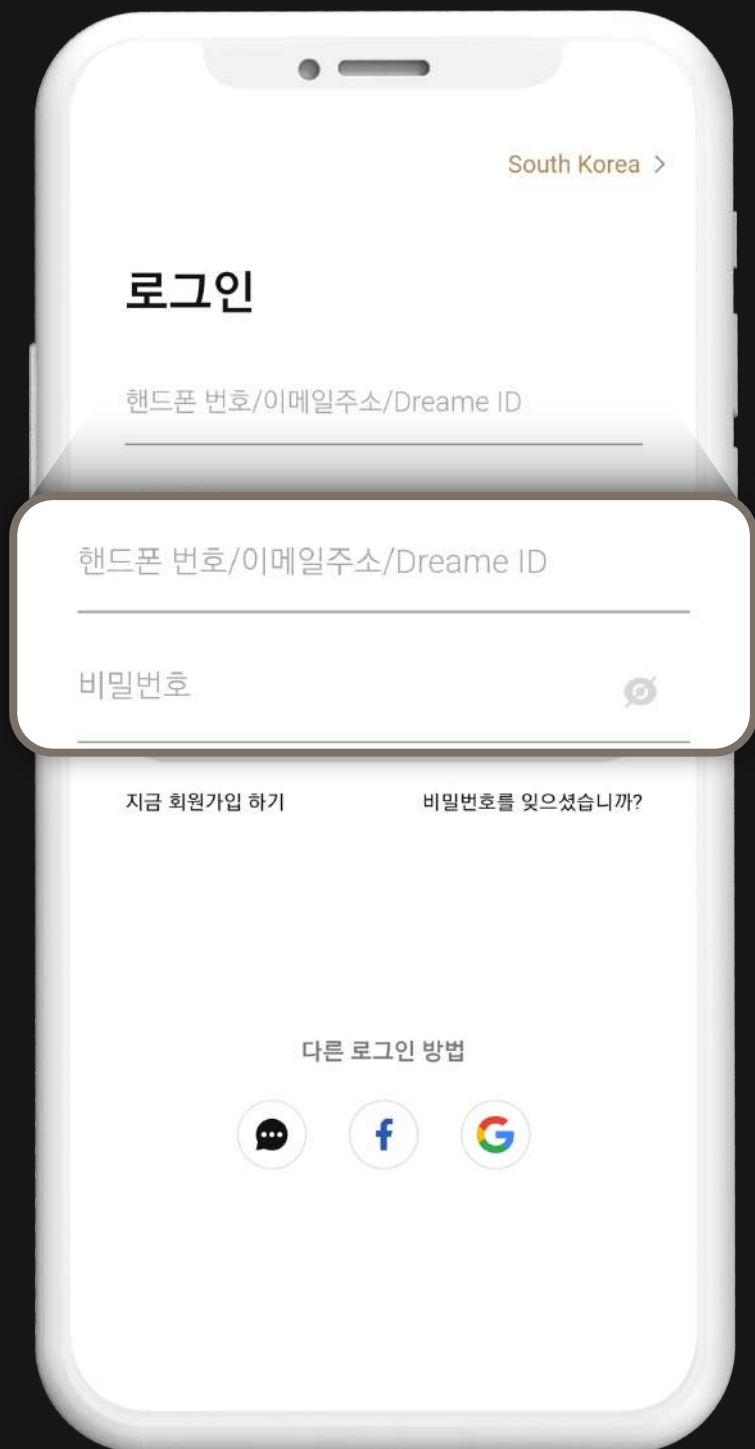 South Korea >
로그인
핸드폰 번호/이메일주소/Dreame ID
핸드폰 번호/이메일주소/Dreame ID
비밀번호
지금 회원가입 하기 비밀번호를 잊으셨습니까?
다른 로그인 방법